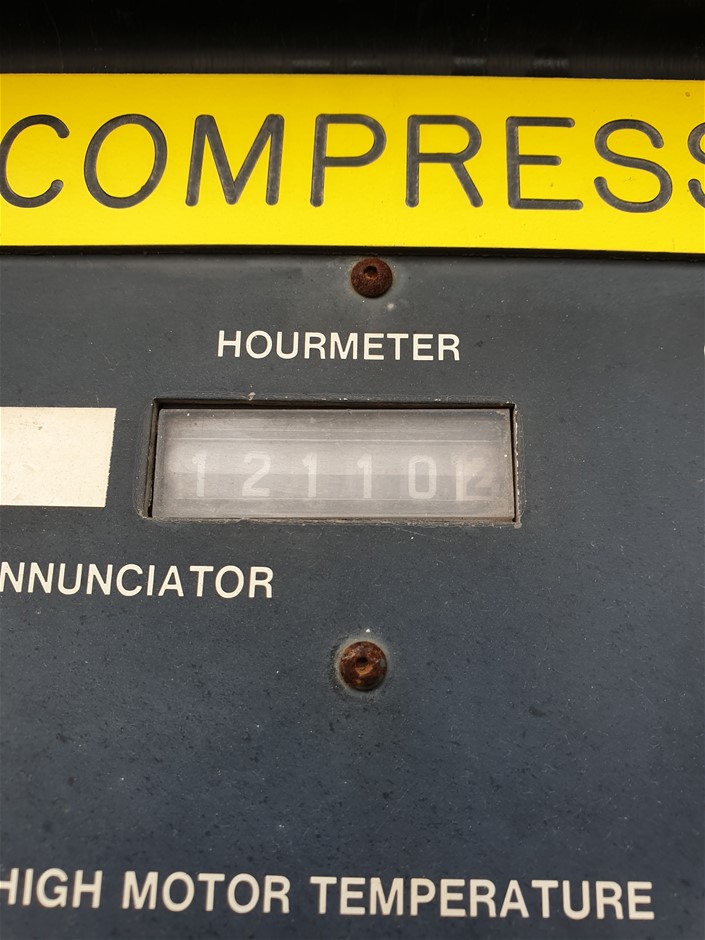 COMPRESS
HOURMETER
121102
NNUNCIATOR
HIGH MOTOR TEMPERATURE